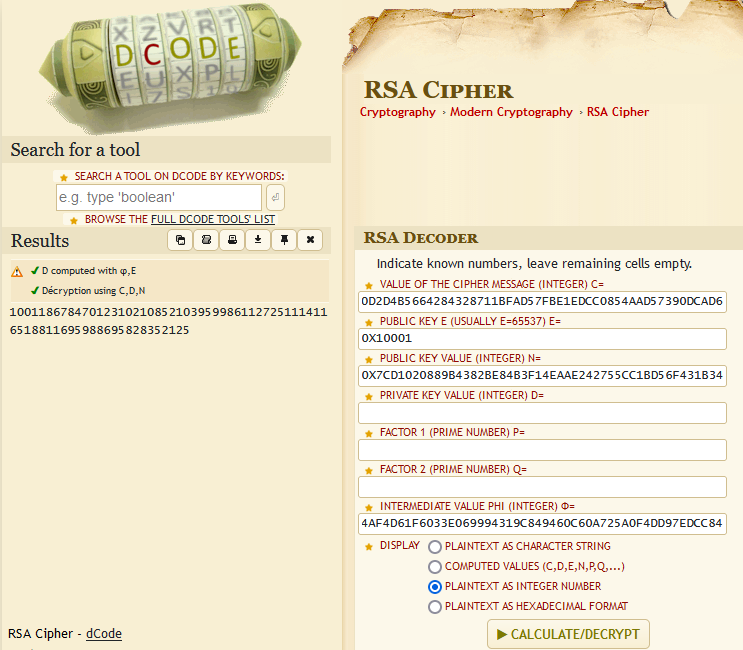 X Z V R T
D C O D E
E U X P L
Search for a tool
SEARCH A TOOL ON DCODE BY KEYWORDS:
e.g. type 'boolean'
BROWSE THE FULL DCODE TOOLS' LIST
Results
D computed with φ,E
Décryption using C,D,N
1001186784701231021085210395998611272511141​1
6518811695988695828352125
RSA Cipher - dCode
RSA CIPHER
Cryptography › Modern Cryptography › RSA Cipher
RSA DECODER
Indicate known numbers, leave remaining cells empty.
VALUE OF THE CIPHER MESSAGE (INTEGER) C=
0D2D4B5664284328711BFAD57FBE1EDCC0854AAD57390DCAD6
PUBLIC KEY E (USUALLY E=65537) E=
0X10001
PUBLIC KEY VALUE (INTEGER) N=
0X7CD1020889B4382BE84B3F14EAAE242755CC1BD56F431B34
PRIVATE KEY VALUE (INTEGER) D=
FACTOR 1 (PRIME NUMBER) P=
FACTOR 2 (PRIME NUMBER) Q=
INTERMEDIATE VALUE PHI (INTEGER) Φ=
4AF4D61F6033E069994319C849460C60A725A0F4DD97EDCC84
DISPLAY PLAINTEXT AS CHARACTER STRING
COMPUTED VALUES (C,D,E,N,P,Q,...)
PLAINTEXT AS INTEGER NUMBER
PLAINTEXT AS HEXADECIMAL FORMAT
▶ CALCULATE/DECRYPT